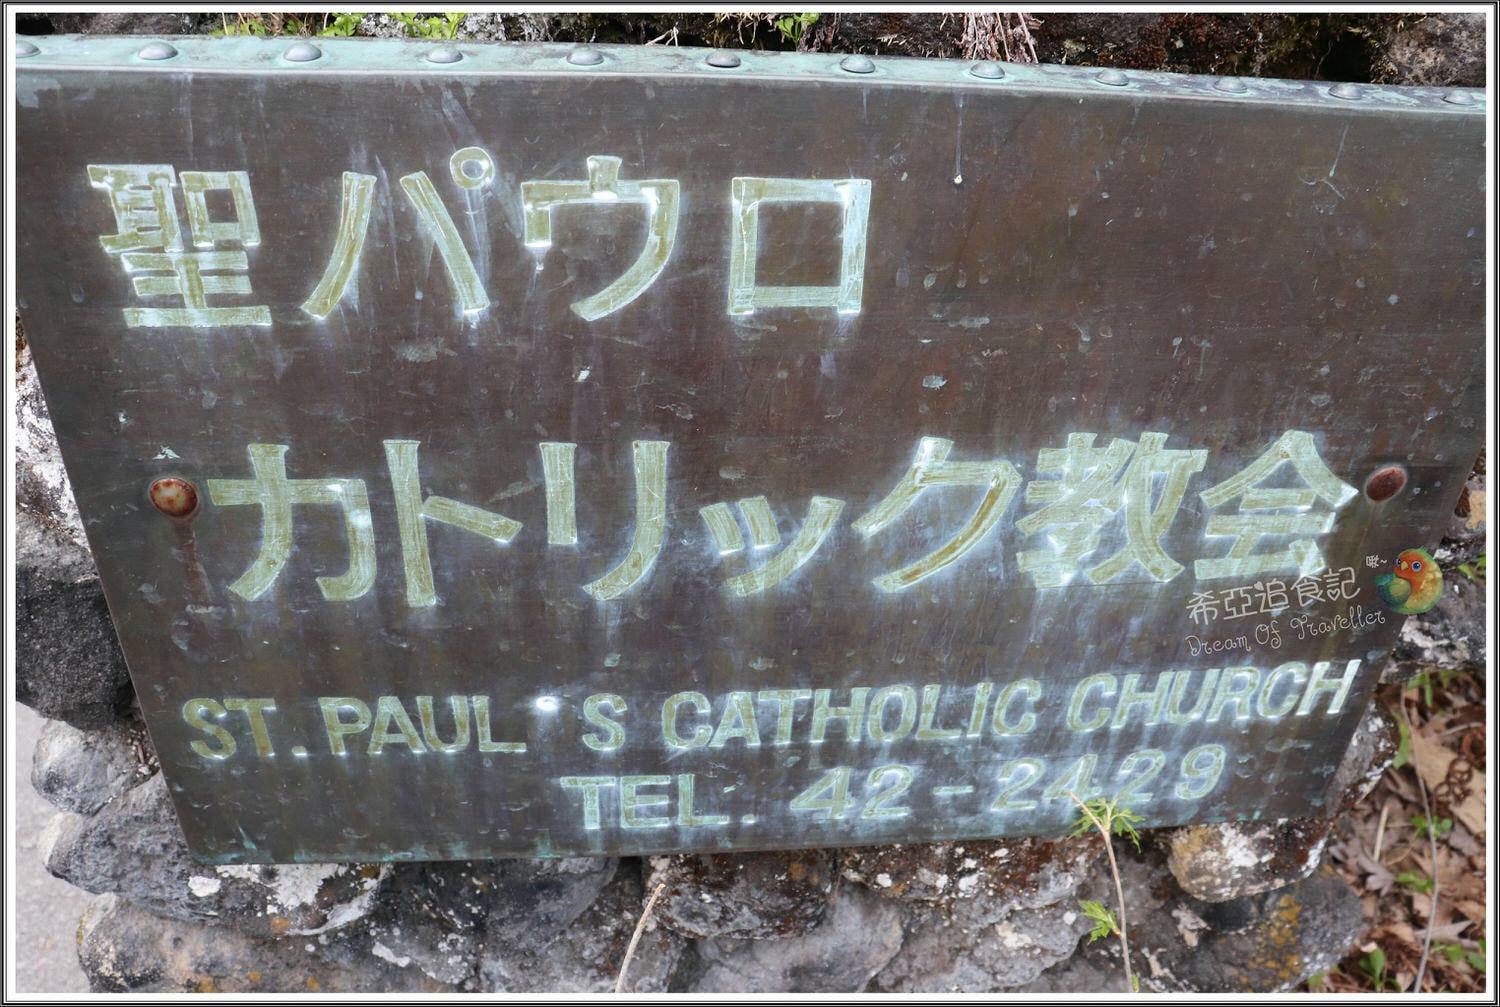 聖パウロ
カトリック教会
ST. PAUL'S CATHOLIC CHURCH
TEL. 42-2429
希亞追食記
啾~
Dream Of Traveller